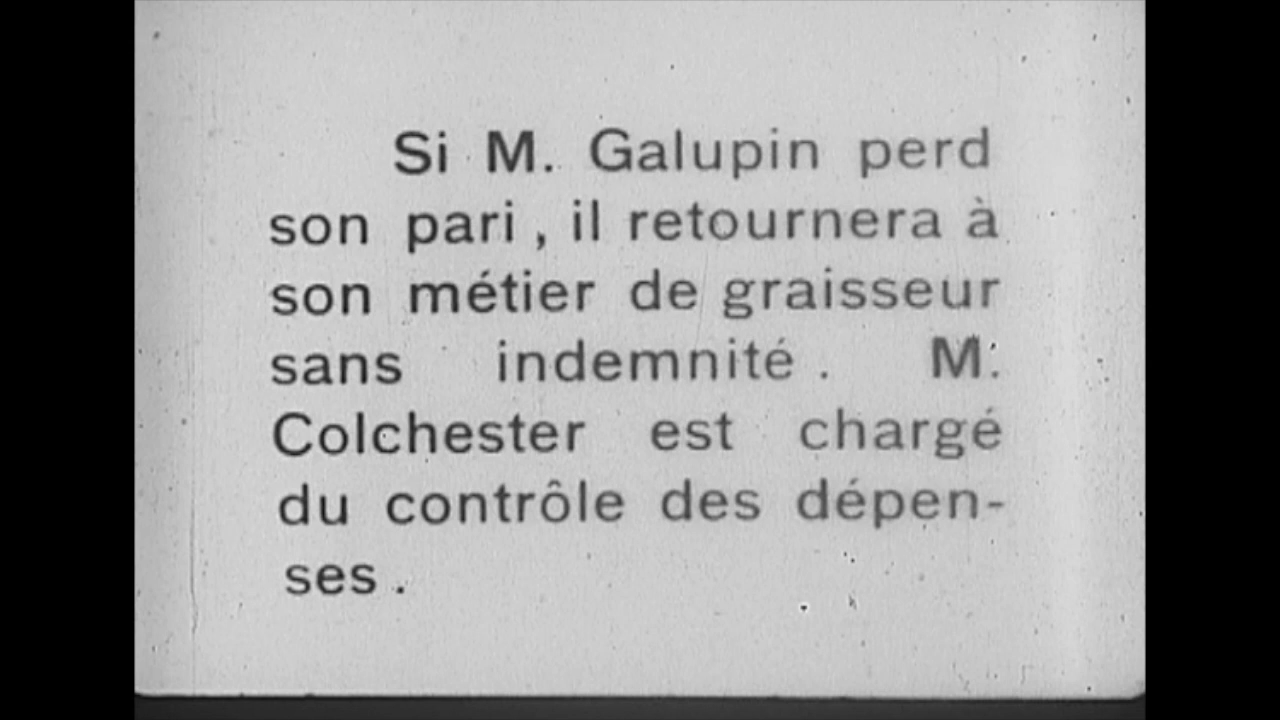 Si M. Galupin perd
son pari, il retournera à
son métier de graisseur
sans indemnité. M.
Colchester est chargé
du contrôle des dépen-
ses.